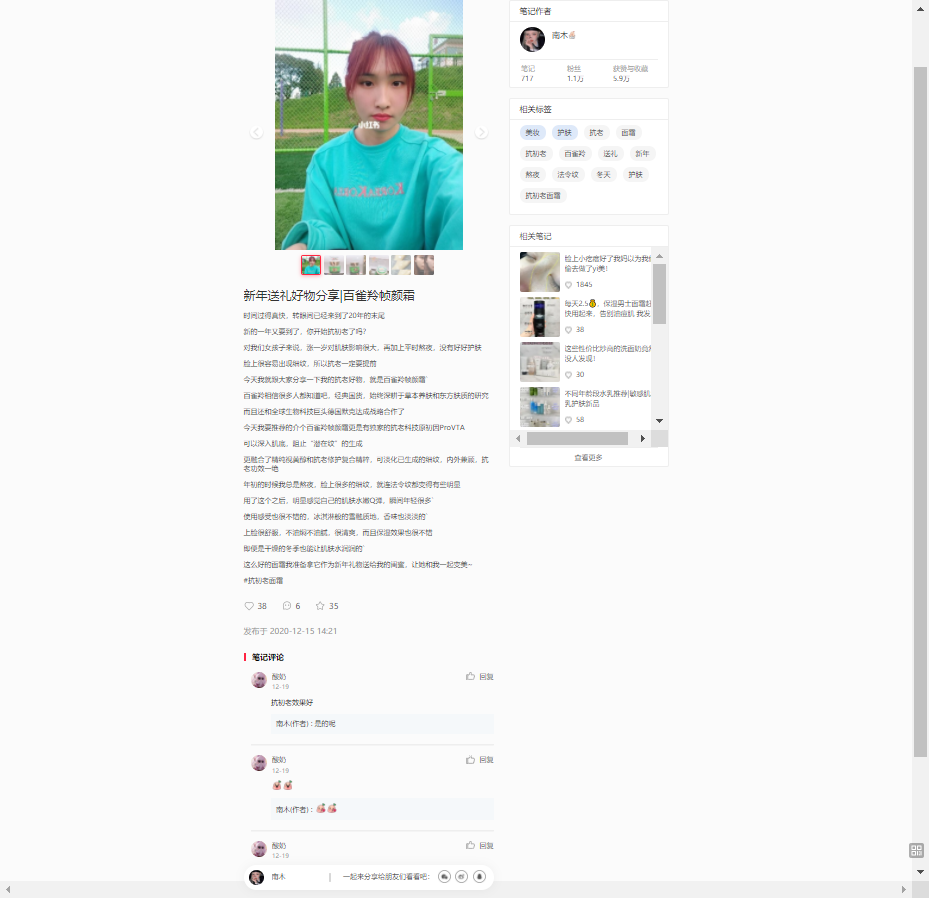 小红书
新年送礼好物分享|百雀羚帧颜霜
时间过得真快，转眼间已经来到了20年的末尾
新的一年又要到了，你开始抗初老了吗？
对我们女孩子来说，涨一岁对肌肤影响很大，再加上平时熬夜，没有好好护肤
脸上很容易出现细纹，所以抗老一定要提前
今天我就跟大家分享一下我的抗老好物，就是百雀羚帧颜霜`
百雀羚相信很多人都知道吧，经典国货，始终深耕于草本养肤和东方肤质的研究
而且还和全球生物科技巨头德国默克达成战略合作了
今天我要推荐的介个百雀羚帧颜霜更是有独家的抗老科技原初因ProVTA
可以深入肌底，阻止“潜在纹”的生成
更融合了精纯视黄醇和抗老修护复合精粹，可淡化已生成的细纹，内外兼顾，抗
老功效一绝
年初的时候我总是熬夜，脸上很多的细纹，就连法令纹都变得有些明显
用了这个之后，明显感觉自己的肌肤水嫩Q弹，瞬间年轻很多`
使用感受也很不错的，冰淇淋般的雪融质地，香味也淡淡的`
上脸很舒服，不油焖不油腻，很清爽，而且保湿效果也很不错
即便是干燥的冬季也能让肌肤水润润的`
这么好的面霜我准备拿它作为新年礼物送给我的闺蜜，让她和我一起变美~
#抗初老面霜
38 6 35
发布于 2020-12-15 14:21
笔记评论
酸奶 回复
12-19
抗初老效果好
南木(作者)：是的呢
酸奶 回复
12-19
南木(作者)：
酸奶 回复
12-19
南木 | 一起来分享给朋友们看看吧：
笔记作者
南木
笔记 粉丝 获赞与收藏
717 1.1万 5.9万
相关标签
美妆 护肤 抗老 面霜
抗初老 百雀羚 送礼 新年
熬夜 法令纹 冬天 护肤
抗初老面霜
相关笔记
脸上小疙瘩好了我妈以为我
偷去做了yi美！
1845
每天2.5，保湿男士面霜
快用起来，告别油痘肌 我发
38
这些性价比炒高的洗面奶竟
没人发现！
30
不同年龄段水乳推荐|敏感肌
乳护肤新品
58
查看更多